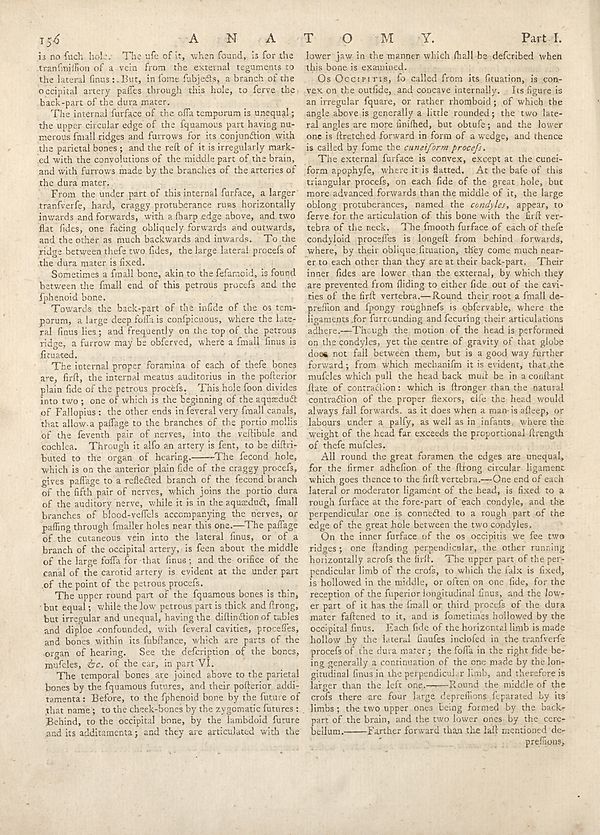 156 A N A T O M Y. Part I.
is no such hole. The use of it, when found, is for the
transmission of a vein from the external teguments to
the lateral sinus: But, in some subjects, a branch of the
occipital artery passes through this hole, to serve the
back-part of the dura mater.
The internal surface of the ossa temporum is unequal;
the upper circular edge of the squamous part having nu-
merous small ridges and furrows for its conjunction with
the parietal bones; and the rest of it is irregularly mark-
ed with the convolutions of the middle part of the brain,
and with furrows made by the branches of the arteries of
the dura mater.
From the under part of this internal surface, a larger
transverse, hard, craggy protuberance runs horizontally
inwards and forwards, with a sharp edge above, and two
flat sides, one facing obliquely forwards and outwards,
and the other as much backwards and inwards. To the
ridge between these two sides, the large lateral process of
the dura mater is fixed.
Sometimes a small bone, akin to the sesamoid, is found
between the small end of this petrous process and the
sphenoid bone.
Towards the back-part of the inside of the os tem-
porum, a large deep fossa is conspicuous, where the late-
ral sinus lies; and frequently on the top of the petrous
ridge, a furrow may be observed, where a small sinus is
situated.
The internal proper foramina of each of these bones
are, first, the internal meatus auditorius in the posterior
plain side of the petrous process. This hole soon divides
into two; one of which is the beginning of the aquæduct
of Fallopius: the other ends in several very small canals,
that allow a passage to the branches of the portio mollis
of the seventh pair of nerves, into the vestibule and
cochlea. Through it also an artery is sent, to be distri-
buted to the organ of hearing.——The second hole,
which is on the anterior plain side of the craggy process,
gives passage to a reflected branch of the second branch
of the fifth pair of nerves, which joins the portio dura
of the auditory nerve, while it is in the aquæduct, small
branches of blood-vessels accompanying the nerves, or
passing through smaller holes near this one.—The passage
of the cutaneous vein into the lateral sinus, or of a
branch of the occipital artery, is seen about the middle
of the large fossa for that sinus; and the orifice of the
canal of the carotid artery is evident at the under part
of the point of the petrous process.
The upper round part of the squamous bones is thin,
but equal; while the low petrous part is thick and strong,
but irregular and unequal, having the distinction of tables
and diploe confounded, with several cavities, processes,
and bones within its substance, which are parts of the
organ of hearing. See the description of the bones,
muscles, &c. of the ear, in part VI.
The temporal bones are joined above to the parietal
bones by the squamous sutures, and their posterior addi-
tamenta: Before, to the sphenoid bone by the suture of
that name; to the cheek-bones by the zygomatic sutures:
Behind, to the occipital bone, by the lambdoid suture
and its additamenta; and they are articulated with the
lower jaw in the manner which shall be described when
this bone is examined.
Os Occipitis, so called from its situation, is con-
vex on the outside, and concave internally. Its figure is
an irregular square, or rather rhomboid; of which the
angle above is generally a little rounded; the two late-
ral angles are more finished, but obtuse; and the lower
one is stretched forward in form of a wedge, and thence
is called by some the cuneiform process.
The external surface is convex, except at the cunei-
form apophyse, where it is flatted. At the base of this
triangular process, on each side of the great hole, but
more advanced forwards than the middle of it, the large
oblong protuberances, named the condyles, appear, to
serve for the articulation of this bone with the first ver-
tebra of the neck. The smooth surface of each of these
condyloid processes is longest from behind forwards,
where, by their oblique situation, they come much near-
er to each other than they are at their back-part. Their
inner sides are lower than the external, by which they
are prevented from sliding to either side out of the cavi-
ties of the first vertebra.—Round their root a small de-
pression and spongy roughness is observable, where the
ligaments for surrounding and securing their articulations
adhere.—Though the motion of the head is performed
on the condyles, yet the centre of gravity of that globe
does not fall between them, but is a good way further
forward; from which mechanism it is evident, that the
muscles which pull the head back must be in a constant
state of contraction: which is stronger than the natural
contraction of the proper flexors, else the head would
always fall forwards, as it does when a man is asleep, or
labours under a palsy, as well as in infants, where the
weight of the head far exceeds the proportional strength
of these muscles.
All round the great foramen the edges are unequal,
for the firmer adhesion of the strong circular ligament
which goes thence to the first vertebra.—One end of each
lateral or moderator ligament of the head, is fixed to a
rough surface at the fore-part of each condyle, and the
perpendicular one is connected to a rough part of the
edge of the great hole between the two condyles.
On the inner surface of the os occipitis we see two
ridges; one standing perpendicular, the other running
horizontally across the first. The upper part of the per-
pendicular limb of the cross, to which the falx is fixed,
is hollowed in the middle, or often on one side, for the
reception of the superior longitudinal sinus, and the low-
er part of it has the small or third process of the dura
mater fastened to it, and is sometimes hollowed by the
occipital sinus. Each side of the horizontal limb is made
hollow by the lateral sinuses inclosed in the transverse
process of the dura mater; the fossa in the right side be-
ing generally a continuation of the one made by the lon-
gitudinal sinus in the perpendicular limb, and therefore is
larger than the left one.——Round the middle of the
cross there are four large depressions separated by its
limbs; the two upper ones being formed by the back-
part of the brain, and the two lower ones by the cere-
bellum.——Farther forward than the last mentioned de-
pressions,